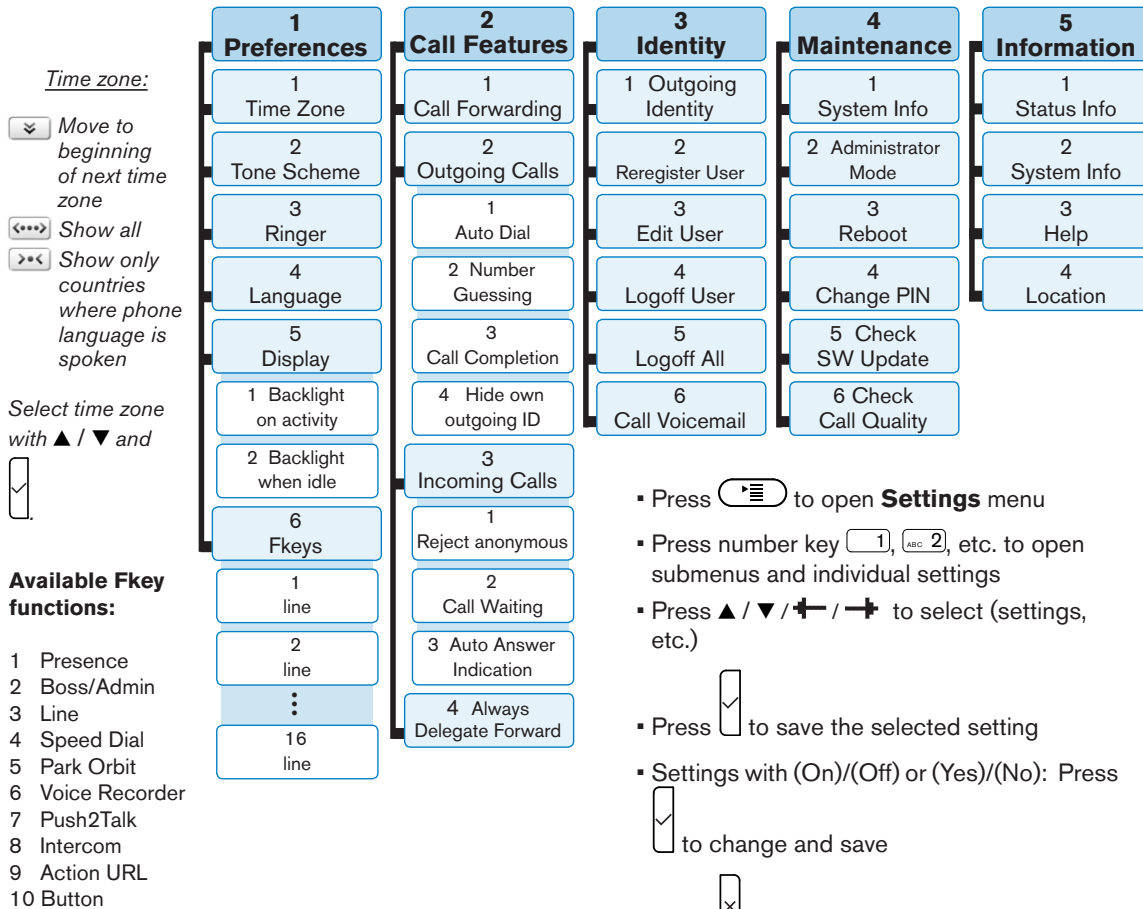 Time zone:
Move to
beginning
of next time
zone
Show all
Show only
countries
where phone
language is
spoken
Select time zone
with ▲ / ▼ and
.
Available Fkey
functions:
1 Presence
2 Boss/Admin
3 Line
4 Speed Dial
5 Park Orbit
6 Voice Recorder
7 Push2Talk
8 Intercom
9 Action URL
10 Button
1
Preferences
1
Time Zone
2
Tone Scheme
3
Ringer
4
Language
5
Display
1 Backlight
on activity
2 Backlight
when idle
6
Fkeys
1
line
2
line
⋮
16
line
2
Call Features
1
Call Forwarding
2
Outgoing Calls
1
Auto Dial
2 Number
Guessing
3
Call Completion
4 Hide own
outgoing ID
3
Incoming Calls
1
Reject anonymous
2
Call Waiting
3 Auto Answer
Indication
4 Always
Delegate Forward
3
Identity
1 Outgoing
Identity
2
Reregister User
3
Edit User
4
Logoff User
5
Logoff All
6
Call Voicemail
4
Maintenance
1
System Info
2 Administrator
Mode
3
Reboot
4
Change PIN
5 Check
SW Update
6 Check
Call Quality
5
Information
1
Status Info
2
System Info
3
Help
4
Location
▪ Press to open Settings menu
▪ Press number key 1, ABC 2, etc. to open
submenus and individual settings
▪ Press ▲ / ▼ / / to select (settings,
etc.)
▪ Press to save the selected setting
▪ Settings with (On)/(Off) or (Yes)/(No): Press
to change and save